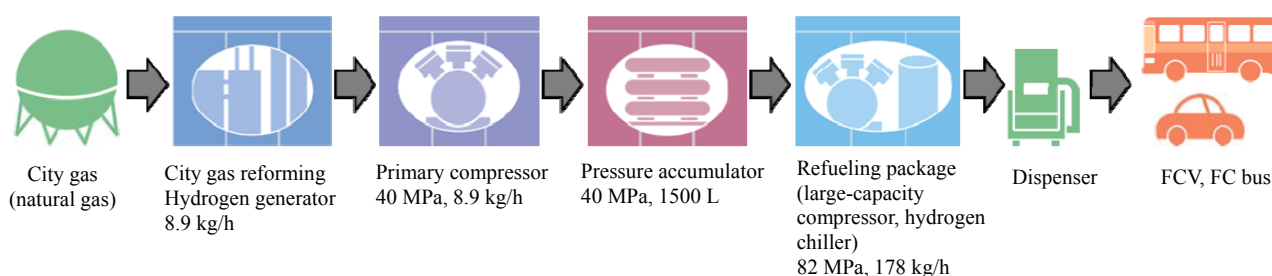 City gas
(natural gas)
City gas reforming
Hydrogen generator
8.9 kg/h
Primary compressor
40 MPa, 8.9 kg/h
Pressure accumulator
40 MPa, 1500 L
Refueling package
(large-capacity
compressor, hydrogen
chiller)
82 MPa, 178 kg/h
Dispenser
FCV, FC bus